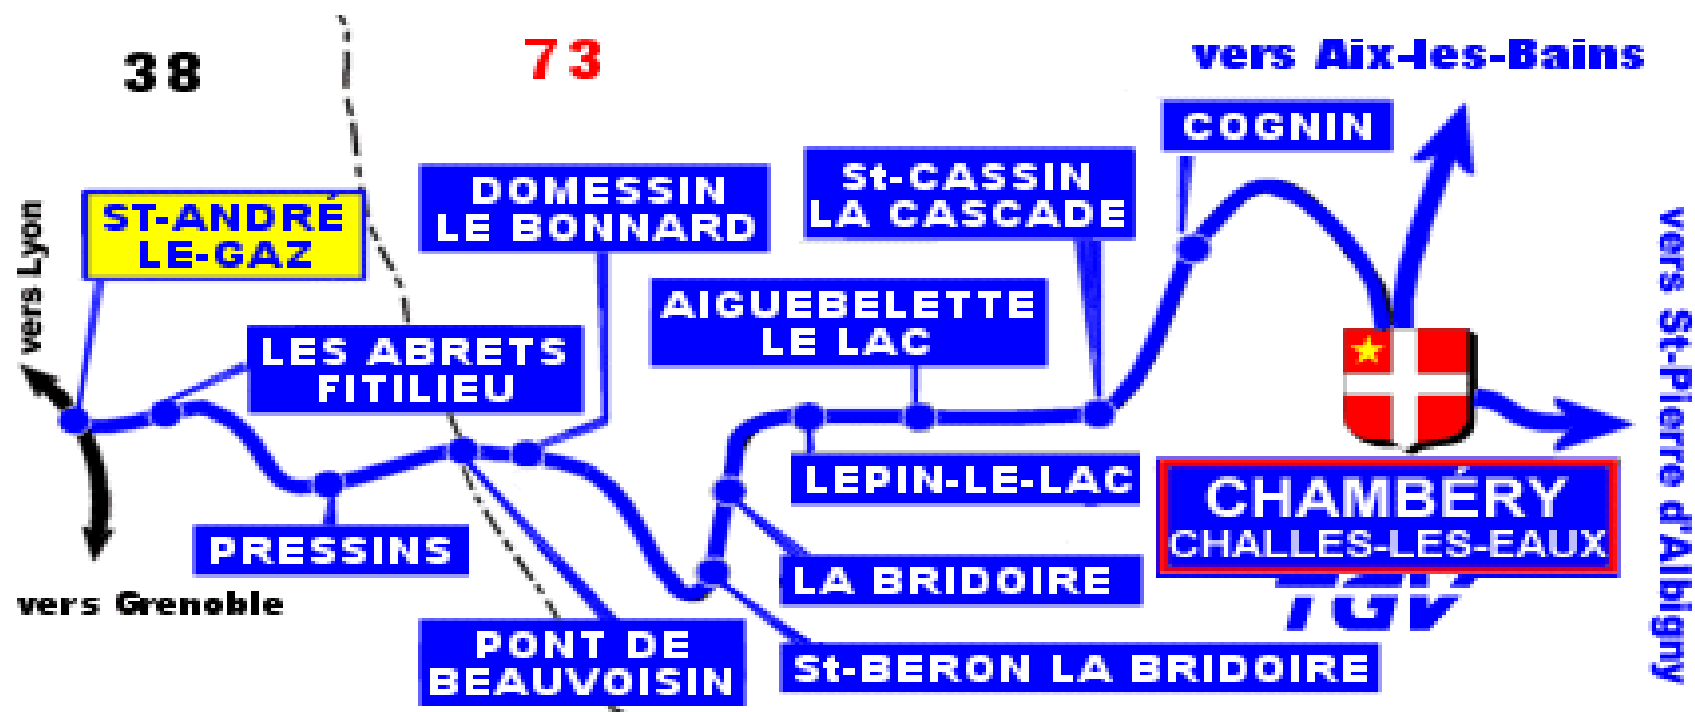 38
73
vers Aix-les-Bains
COGNIN
DOMESSIN
LE BONNARD
St-CASSIN
LA CASCADE
ST-ANDRÉ
LE-GAZ
vers Lyon
AIGUEBELETTE
LE LAC
LES ABRETS
FITILIEU
vers St-Pierre d'Albigny
LEPIN-LE-LAC
CHAMBÉRY
CHALLES-LES-EAUX
TGV
PRESSINS
LA BRIDOIRE
vers Grenoble
PONT DE
BEAUVOISIN
St-BERON LA BRIDOIRE